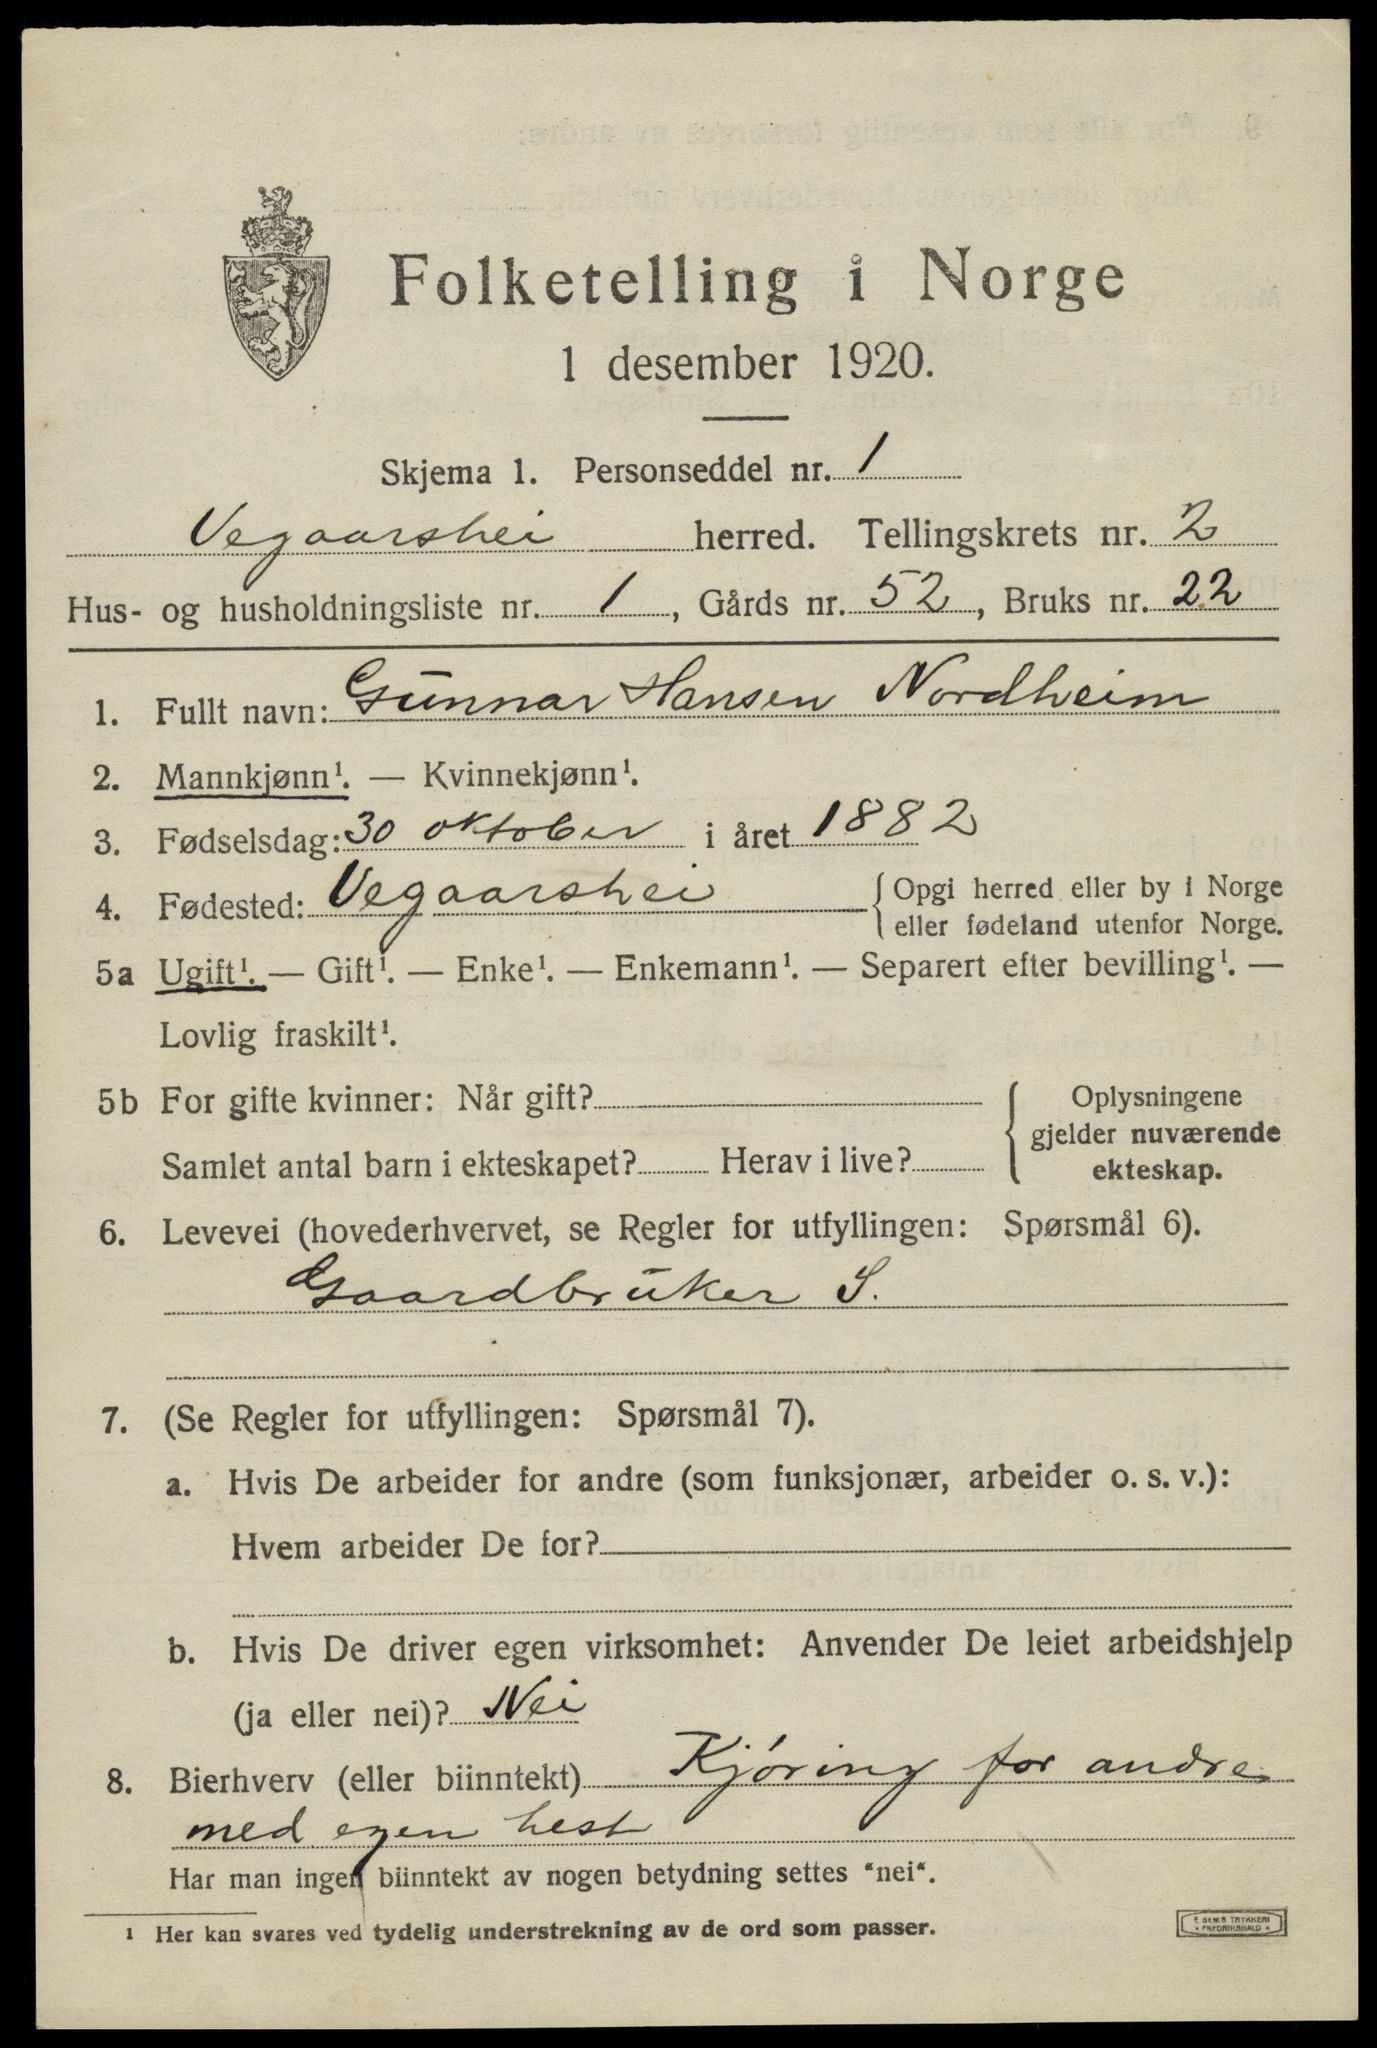 Folketelling i Norge
1 desember 1920.
Skjema 1. Personseddel nr. 1
Vegaarshei herred. Tellingskrets nr. 2
Hus- og husholdningsliste nr. 1, Gårds nr. 52, Bruks nr. 22
1. Fullt navn: Gunnar Hansen Nordheim
2. Mannkjønn¹. — Kvinnekjønn¹.
3. Fødselsdag: 30 oktober i året 1882
4. Fødested: Vegaarshei { Opgi herred eller by i Norge
eller fødeland utenfor Norge.
5a Ugift¹. — Gift¹. — Enke¹. — Enkemann¹. — Separert efter bevilling¹. —
Lovlig fraskilt¹.
5b For gifte kvinner: Når gift?
Samlet antal barn i ekteskapet? Herav i live?
Oplysningene
gjelder nuværende
ekteskap.
6. Levevei (hovederhvervet, se Regler for utfyllingen: Spørsmål 6).
Gaardbruker S.
7. (Se Regler for utfyllingen: Spørsmål 7).
a. Hvis De arbeider for andre (som funksjonær, arbeider o. s. v.):
Hvem arbeider De for?
b. Hvis De driver egen virksomhet: Anvender De leiet arbeidshjelp
(ja eller nei)? Nei
8. Bierhverv (eller biinntekt) Kjóring for andre
med egen hest
Har man ingen biinntekt av nogen betydning settes "nei".
1 Her kan svares ved tydelig understrekning av de ord som passer.
E. SEMS TRYKKERI
• FREDRIKSHALD •